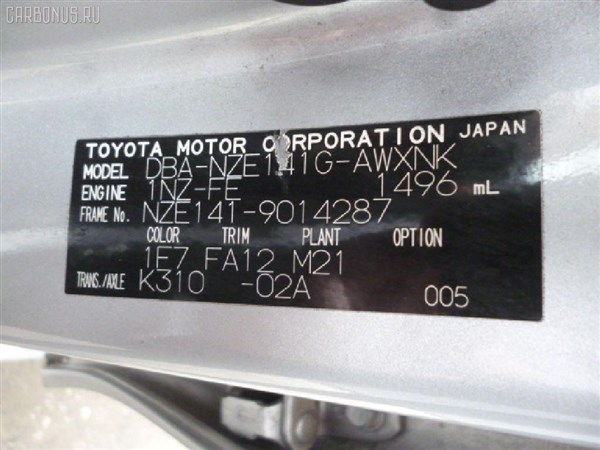 CARBONUS.RU
TOYOTA MOTOR CORPORATION JAPAN
MODEL DBA-NZE141G-AWXNK
ENGINE 1NZ-FE 1496 mL
FRAME No. NZE141-9014287
COLOR TRIM PLANT OPTION
1E7 FA12 M21
TRANS./AXLE K310 -02A 005